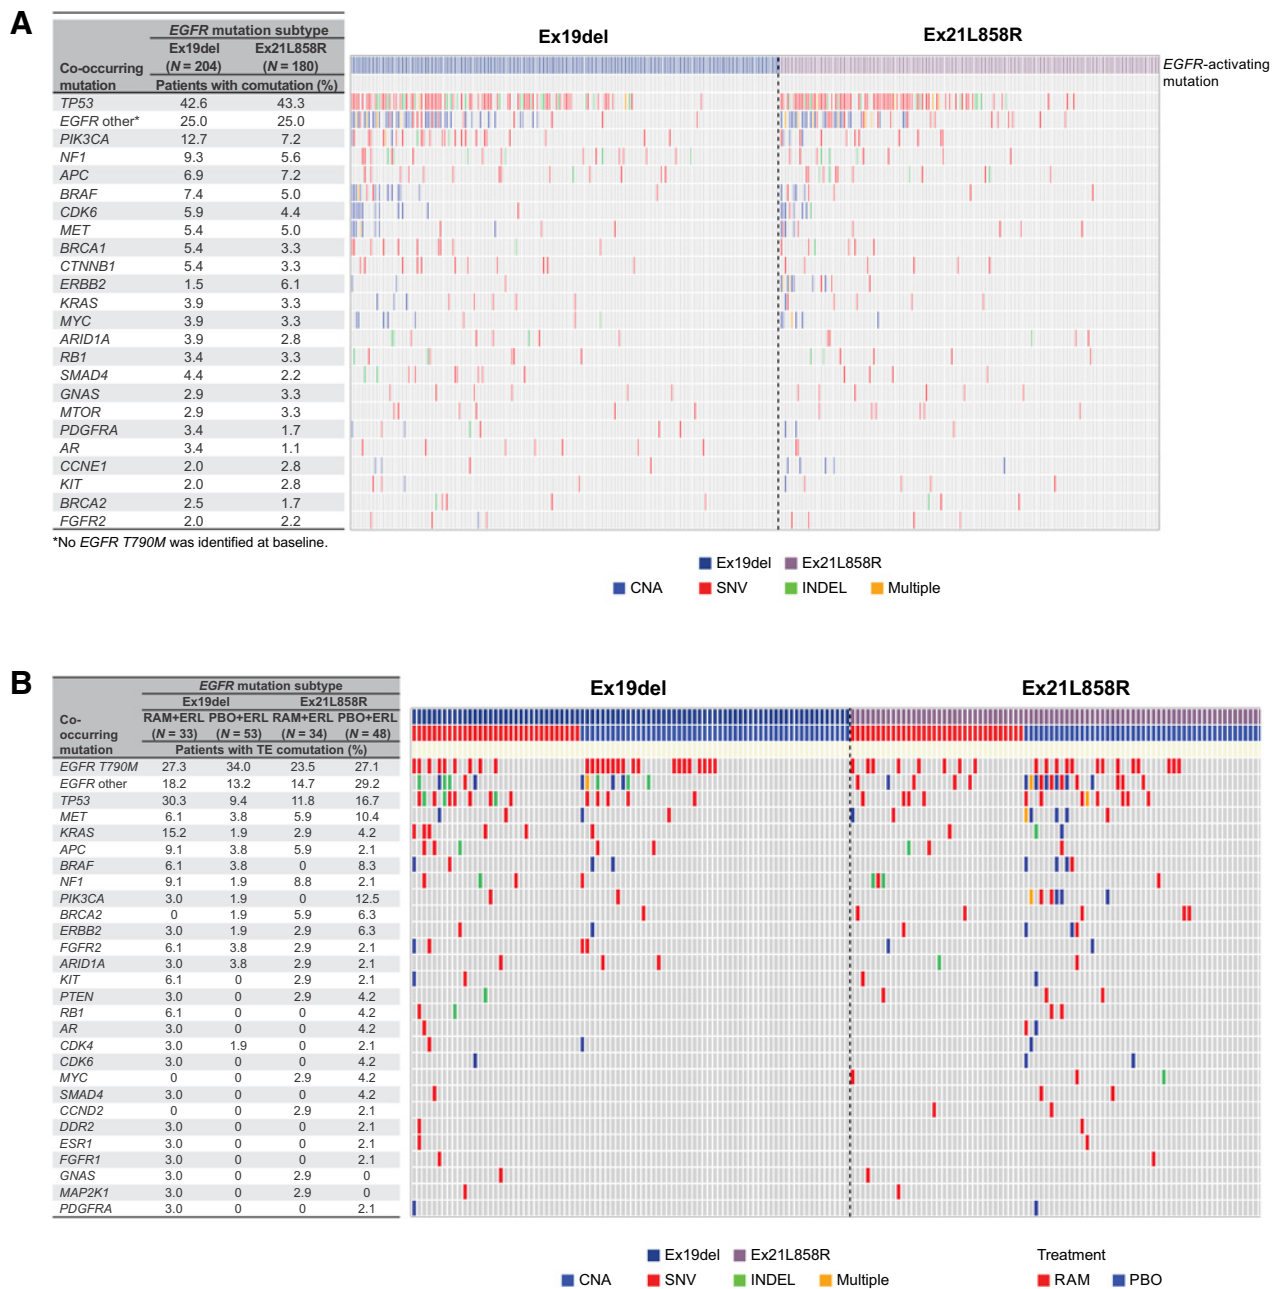 A
EGFR mutation subtype
Ex19del Ex21L858R
(N = 204) (N = 180)
Co-occurring mutation
Patients with comutation (%)
TP53 42.6 43.3
EGFR other* 25.0 25.0
PIK3CA 12.7 7.2
NF1 9.3 5.6
APC 6.9 7.2
BRAF 7.4 5.0
CDK6 5.9 4.4
MET 5.4 5.0
BRCA1 5.4 3.3
CTNNB1 5.4 3.3
ERBB2 1.5 6.1
KRAS 3.9 3.3
MYC 3.9 3.3
ARID1A 3.9 2.8
RB1 3.4 3.3
SMAD4 4.4 2.2
GNAS 2.9 3.3
MTOR 2.9 3.3
PDGFRA 3.4 1.7
AR 3.4 1.1
CCNE1 2.0 2.8
KIT 2.0 2.8
BRCA2 2.5 1.7
FGFR2 2.0 2.2
*No EGFR T790M was identified at baseline.
Ex19del Ex21L858R
EGFR-activating
mutation
Ex19del Ex21L858R
CNA SNV INDEL Multiple
B
EGFR mutation subtype
Ex19del Ex21L858R
Co-occurring mutation
RAM+ERL PBO+ERL RAM+ERL PBO+ERL
(N = 33) (N = 53) (N = 34) (N = 48)
Patients with TE comutation (%)
EGFR T790M 27.3 34.0 23.5 27.1
EGFR other 18.2 13.2 14.7 29.2
TP53 30.3 9.4 11.8 16.7
MET 6.1 3.8 5.9 10.4
KRAS 15.2 1.9 2.9 4.2
APC 9.1 3.8 5.9 2.1
BRAF 6.1 3.8 0 8.3
NF1 9.1 1.9 8.8 2.1
PIK3CA 3.0 1.9 0 12.5
BRCA2 0 1.9 5.9 6.3
ERBB2 3.0 1.9 2.9 6.3
FGFR2 6.1 3.8 2.9 2.1
ARID1A 3.0 3.8 2.9 2.1
KIT 6.1 0 2.9 2.1
PTEN 3.0 0 2.9 4.2
RB1 6.1 0 0 4.2
AR 3.0 0 0 4.2
CDK4 3.0 1.9 0 2.1
CDK6 3.0 0 0 4.2
MYC 0 0 2.9 4.2
SMAD4 3.0 0 0 4.2
CCND2 0 0 2.9 2.1
DDR2 3.0 0 0 2.1
ESR1 3.0 0 0 2.1
FGFR1 3.0 0 0 2.1
GNAS 3.0 0 2.9 0
MAP2K1 3.0 0 2.9 0
PDGFRA 3.0 0 0 2.1
Ex19del Ex21L858R
Ex19del Ex21L858R
CNA SNV INDEL Multiple
Treatment
RAM PBO